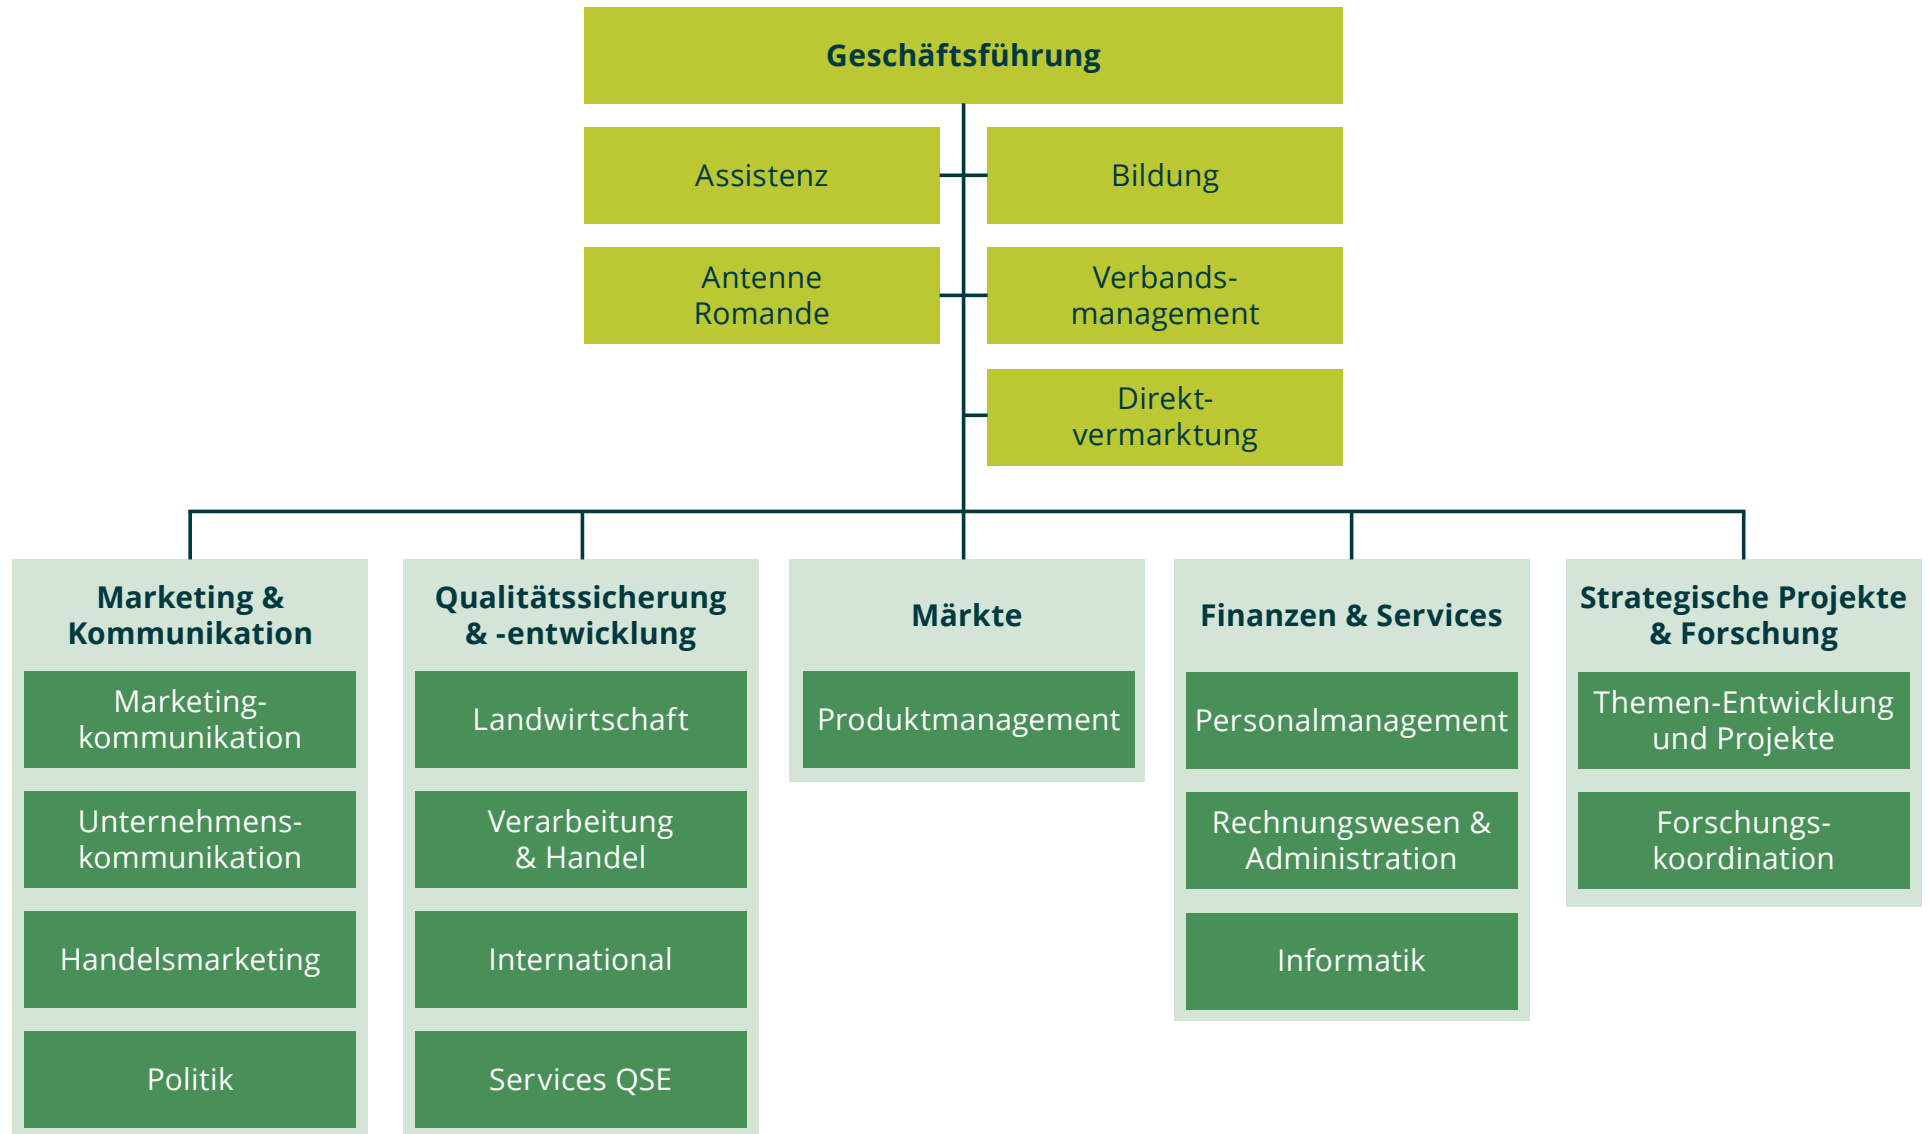 Geschäftsführung
Assistenz
Bildung
Antenne
Romande
Verbands-
management
Direkt-
vermarktung
Marketing &
Kommunikation
Marketing-
kommunikation
Unternehmens-
kommunikation
Handelsmarketing
Politik
Qualitätssicherung
& -entwicklung
Landwirtschaft
Verarbeitung
& Handel
International
Services QSE
Märkte
Produktmanagement
Finanzen & Services
Personalmanagement
Rechnungswesen &
Administration
Informatik
Strategische Projekte
& Forschung
Themen-Entwicklung
und Projekte
Forschungs-
koordination